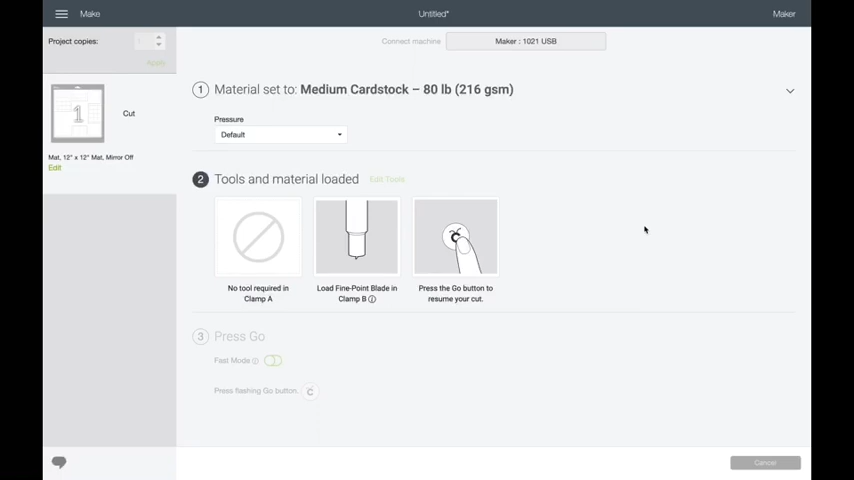 Make
Untitled*
Maker
Project copies:
Apply
Connect machine
Maker : 1021 USB
1
Cut
Mat, 12" x 12" Mat, Mirror Off
Edit
1 Material set to: Medium Cardstock – 80 lb (216 gsm)
Pressure
Default
2 Tools and material loaded
Edit Tools
No tool required in
Clamp A
Load Fine-Point Blade in
Clamp B
Press the Go button to
resume your cut.
3 Press Go
Fast Mode
Press flashing Go button.
Cancel